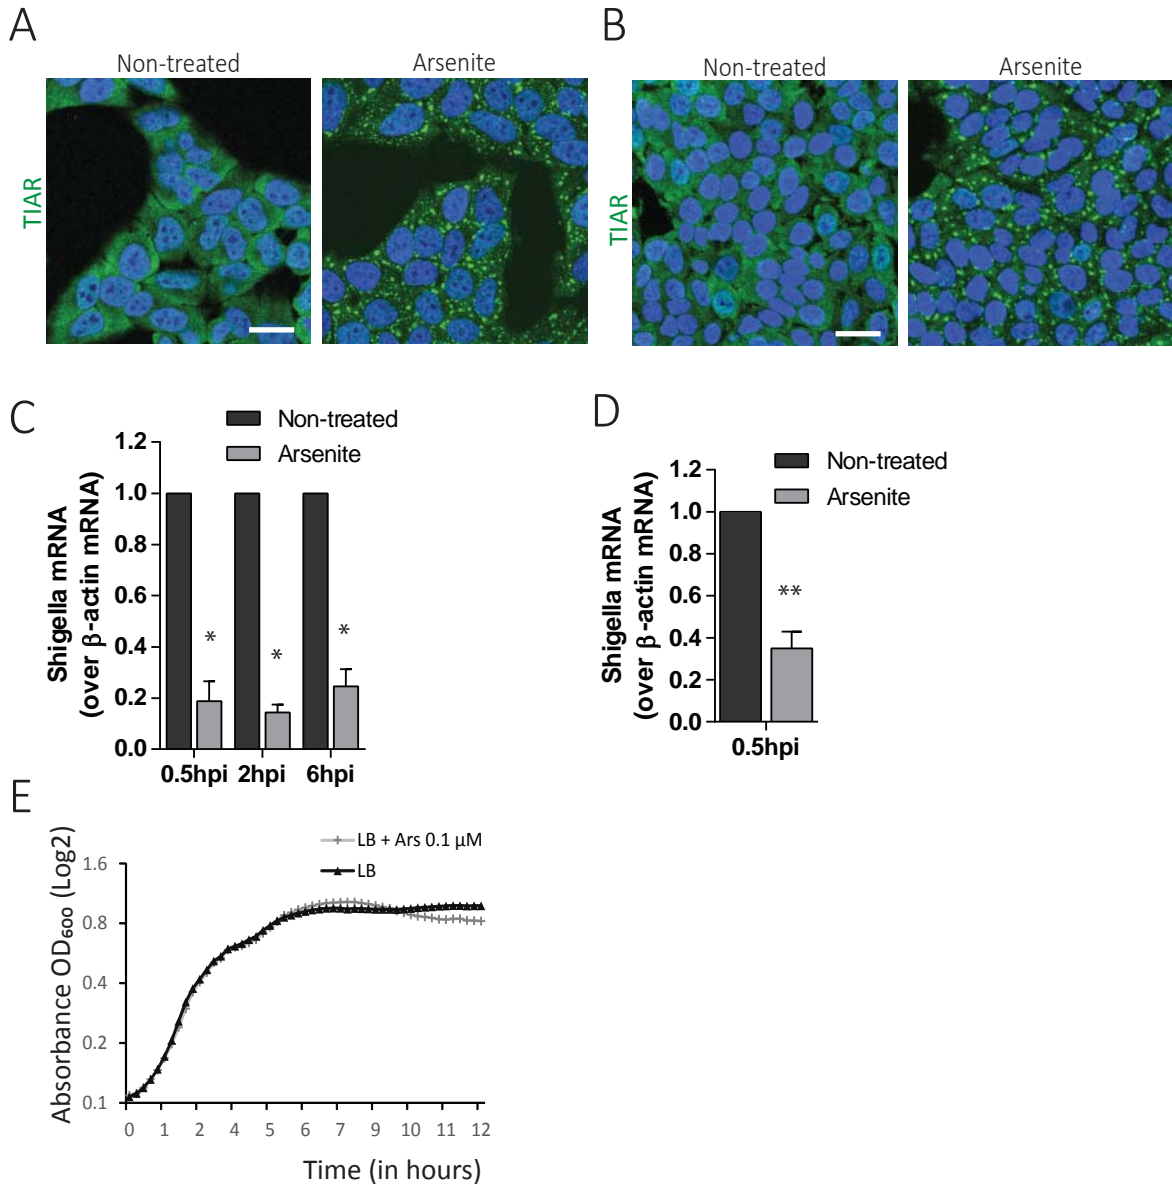 A
Non-treated
Arsenite
TIAR
B
Non-treated
Arsenite
TIAR
C
Non-treated
Arsenite
Shigella mRNA
(over β-actin mRNA)
1.2
1.0
0.8
0.6
0.4
0.2
0.0
*
*
*
0.5hpi 2hpi 6hpi
D
Non-treated
Arsenite
Shigella mRNA
(over β-actin mRNA)
1.2
1.0
0.8
0.6
0.4
0.2
0.0
**
0.5hpi
E
LB + Ars 0.1 µM
LB
Absorbance OD₆₀₀ (Log2)
1.6
0.8
0.4
0.2
0.1
0 1 2 4 5 6 7 9 10 11 12
Time (in hours)